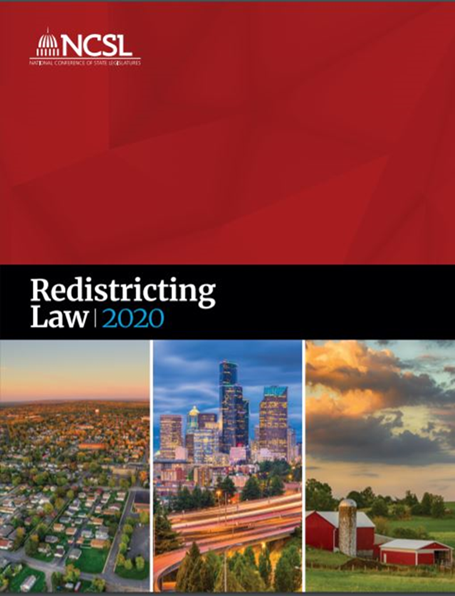 NCSL
NATIONAL CONFERENCE OF STATE LEGISLATURES
Redistricting
Law | 2020